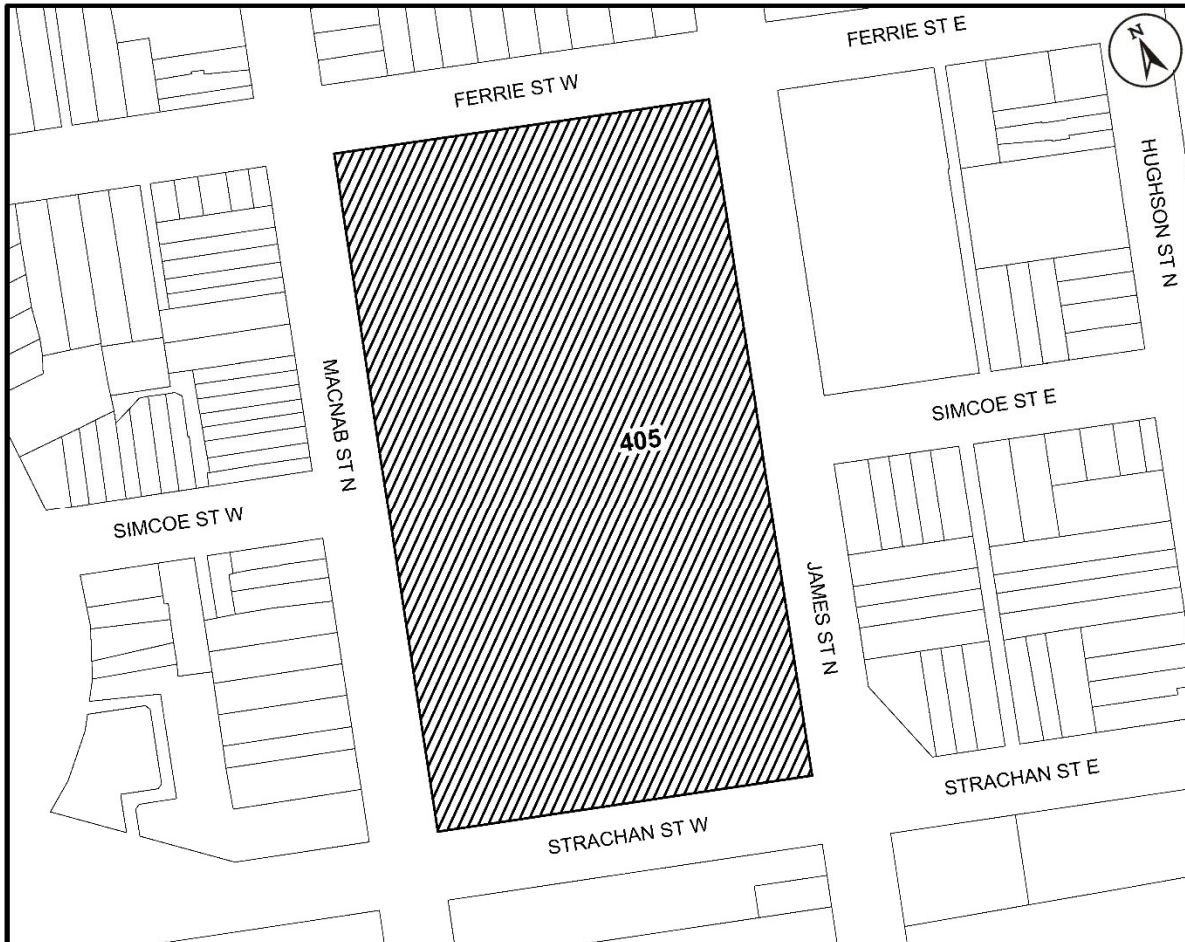 FERRIE ST E
N
FERRIE ST W
HUGHSON ST N
MACNAB ST N
SIMCOE ST E
405
SIMCOE ST W
JAMES ST N
STRACHAN ST E
STRACHAN ST W